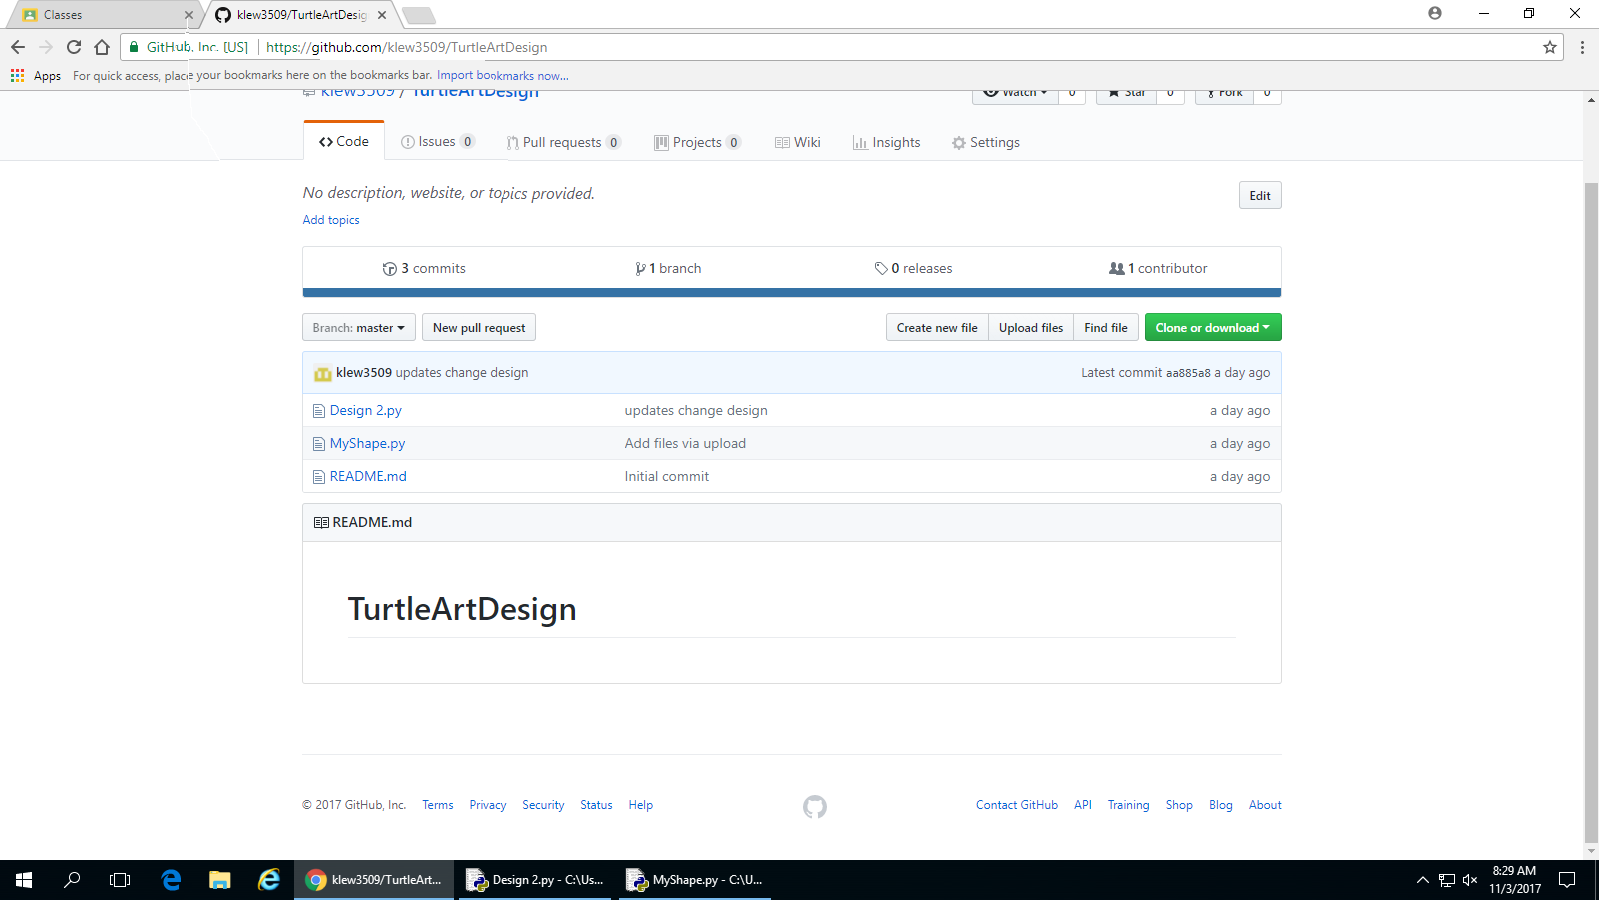 Classes
klew3509/TurtleArtDesig
GitHub, Inc. [US] https://github.com/klew3509/TurtleArtDesign
Apps For quick access, place your bookmarks here on the bookmarks bar. Import bookmarks now...
klew3509 / TurtleArtDesign
Watch 0 Star 0 Fork 0
Code Issues 0 Pull requests 0 Projects 0 Wiki Insights Settings
No description, website, or topics provided.
Edit
Add topics
3 commits 1 branch 0 releases 1 contributor
Branch: master New pull request Create new file Upload files Find file Clone or download
klew3509 updates change design Latest commit aa885a8 a day ago
Design 2.py updates change design a day ago
MyShape.py Add files via upload a day ago
README.md Initial commit a day ago
README.md
TurtleArtDesign
© 2017 GitHub, Inc. Terms Privacy Security Status Help Contact GitHub API Training Shop Blog About
klew3509/TurtleArt... Design 2.py - C:\Us... MyShape.py - C:\U... 8:29 AM
11/3/2017